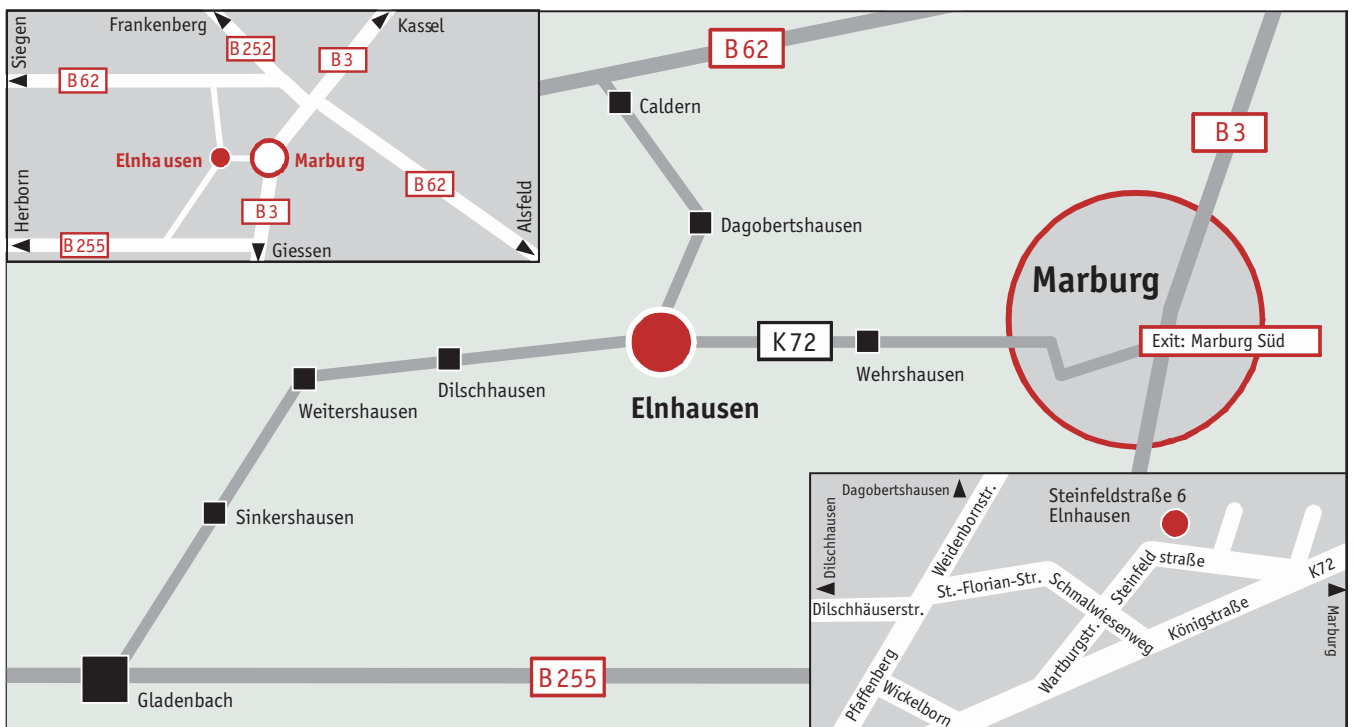 Frankenberg
Kassel
Siegen
B 252
B 3
B 62
Elnhausen
Marburg
B 62
Herborn
B 3
Alsfeld
B 255
Giessen
B 62
Caldern
B 3
Dagobertshausen
Marburg
K 72
Exit: Marburg Süd
Wehrshausen
Dilschhausen
Weitershausen
Elnhausen
Sinkershausen
B 255
Gladenbach
Dagobertshausen
Weidenbornstr.
Steinfeldstraße 6
Elnhausen
Dilschhausen
Steinfeld straße
K72
St.-Florian-Str.
Schmalwiesenweg
Dilschhäuserstr.
Königstraße
Marburg
Wartburgstr.
Pfaffenberg
Wickelborn